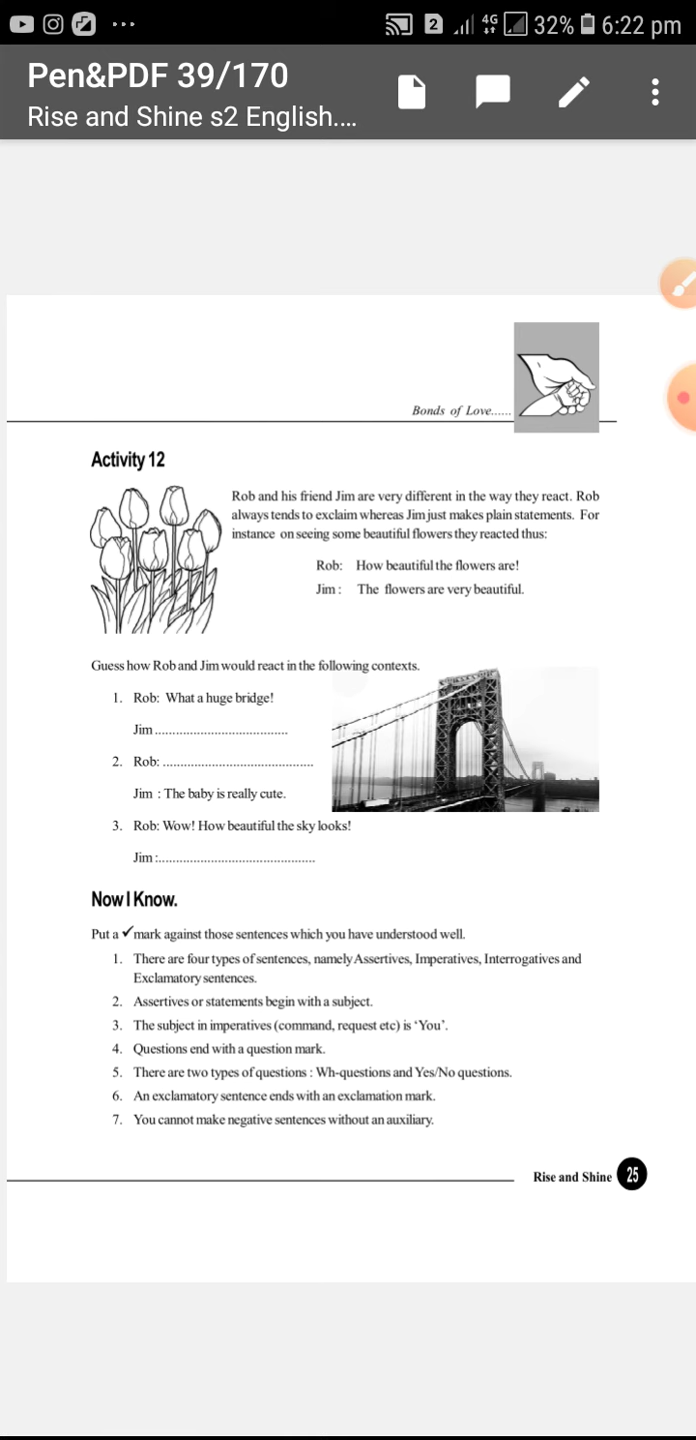 2 4G 32% 6:22 pm
Pen&PDF 39/170
Rise and Shine s2 English....
Bonds of Love......
Activity 12
Rob and his friend Jim are very different in the way they react. Rob
always tends to exclaim whereas Jim just makes plain statements. For
instance on seeing some beautiful flowers they reacted thus:
Rob: How beautiful the flowers are!
Jim : The flowers are very beautiful.
Guess how Rob and Jim would react in the following contexts.
1. Rob: What a huge bridge!
Jim ....................................
2. Rob: .........................................
Jim : The baby is really cute.
3. Rob: Wow! How beautiful the sky looks!
Jim :...........................................
Now I Know.
Put a ✓ mark against those sentences which you have understood well.
1. There are four types of sentences, namely Assertives, Imperatives, Interrogatives and
Exclamatory sentences.
2. Assertives or statements begin with a subject.
3. The subject in imperatives (command, request etc) is ‘You’.
4. Questions end with a question mark.
5. There are two types of questions : Wh-questions and Yes/No questions.
6. An exclamatory sentence ends with an exclamation mark.
7. You cannot make negative sentences without an auxiliary.
Rise and Shine 25